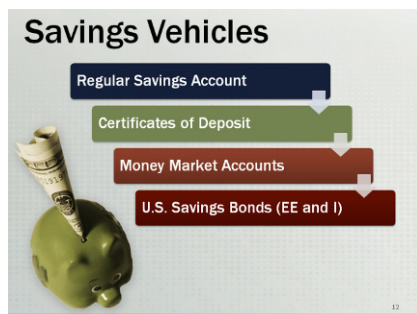 Savings Vehicles
Regular Savings Account
Certificates of Deposit
Money Market Accounts
U.S. Savings Bonds (EE and I)
12